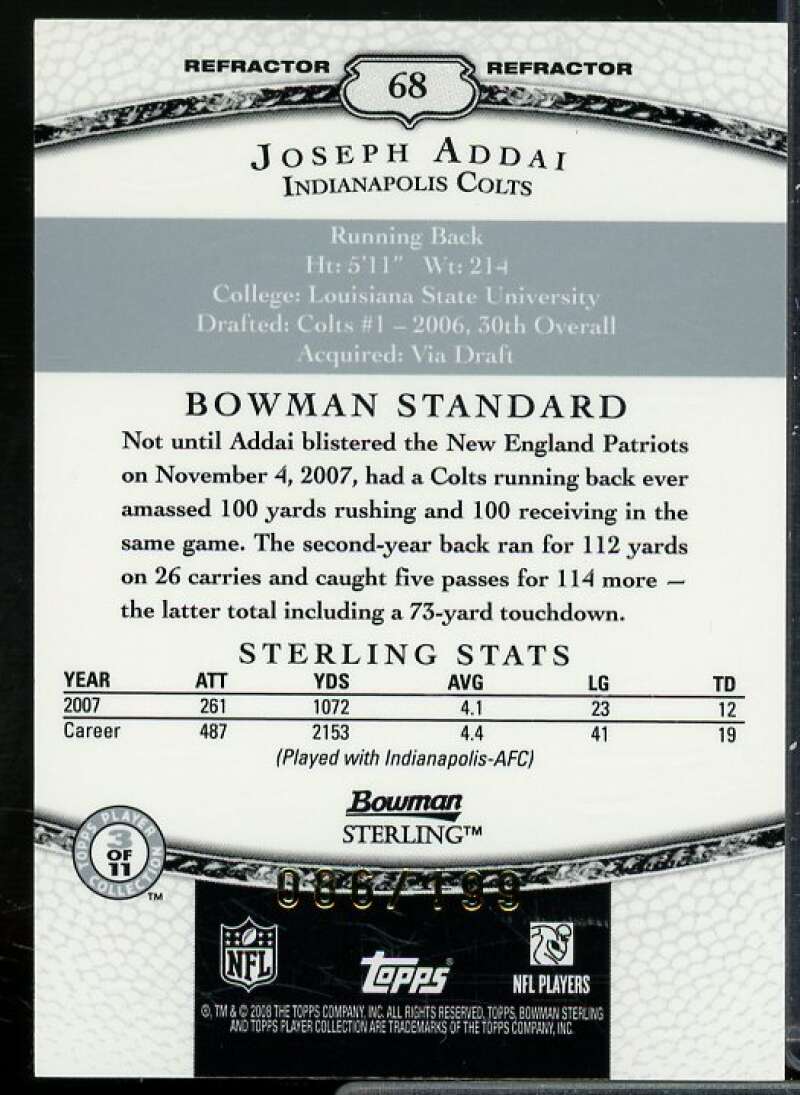 REFRACTOR 68 REFRACTOR
JOSEPH ADDAI
INDIANAPOLIS COLTS
Running Back
Ht: 5'11" Wt: 214
College: Louisiana State University
Drafted: Colts #1 – 2006, 30th Overall
Acquired: Via Draft
BOWMAN STANDARD
Not until Addai blistered the New England Patriots
on November 4, 2007, had a Colts running back ever
amassed 100 yards rushing and 100 receiving in the
same game. The second-year back ran for 112 yards
on 26 carries and caught five passes for 114 more –
the latter total including a 73-yard touchdown.
STERLING STATS
YEAR ATT YDS AVG LG TD
2007 261 1072 4.1 23 12
Career 487 2153 4.4 41 19
(Played with Indianapolis-AFC)
Bowman
STERLING™
TOPPS PLAYER COLLECTION
3
OF
11
TM
086/199
NFL
topps®
NFL PLAYERS
®, TM & © 2008 THE TOPPS COMPANY, INC. ALL RIGHTS RESERVED. TOPPS, BOWMAN STERLING
AND TOPPS PLAYER COLLECTION ARE TRADEMARKS OF THE TOPPS COMPANY, INC.